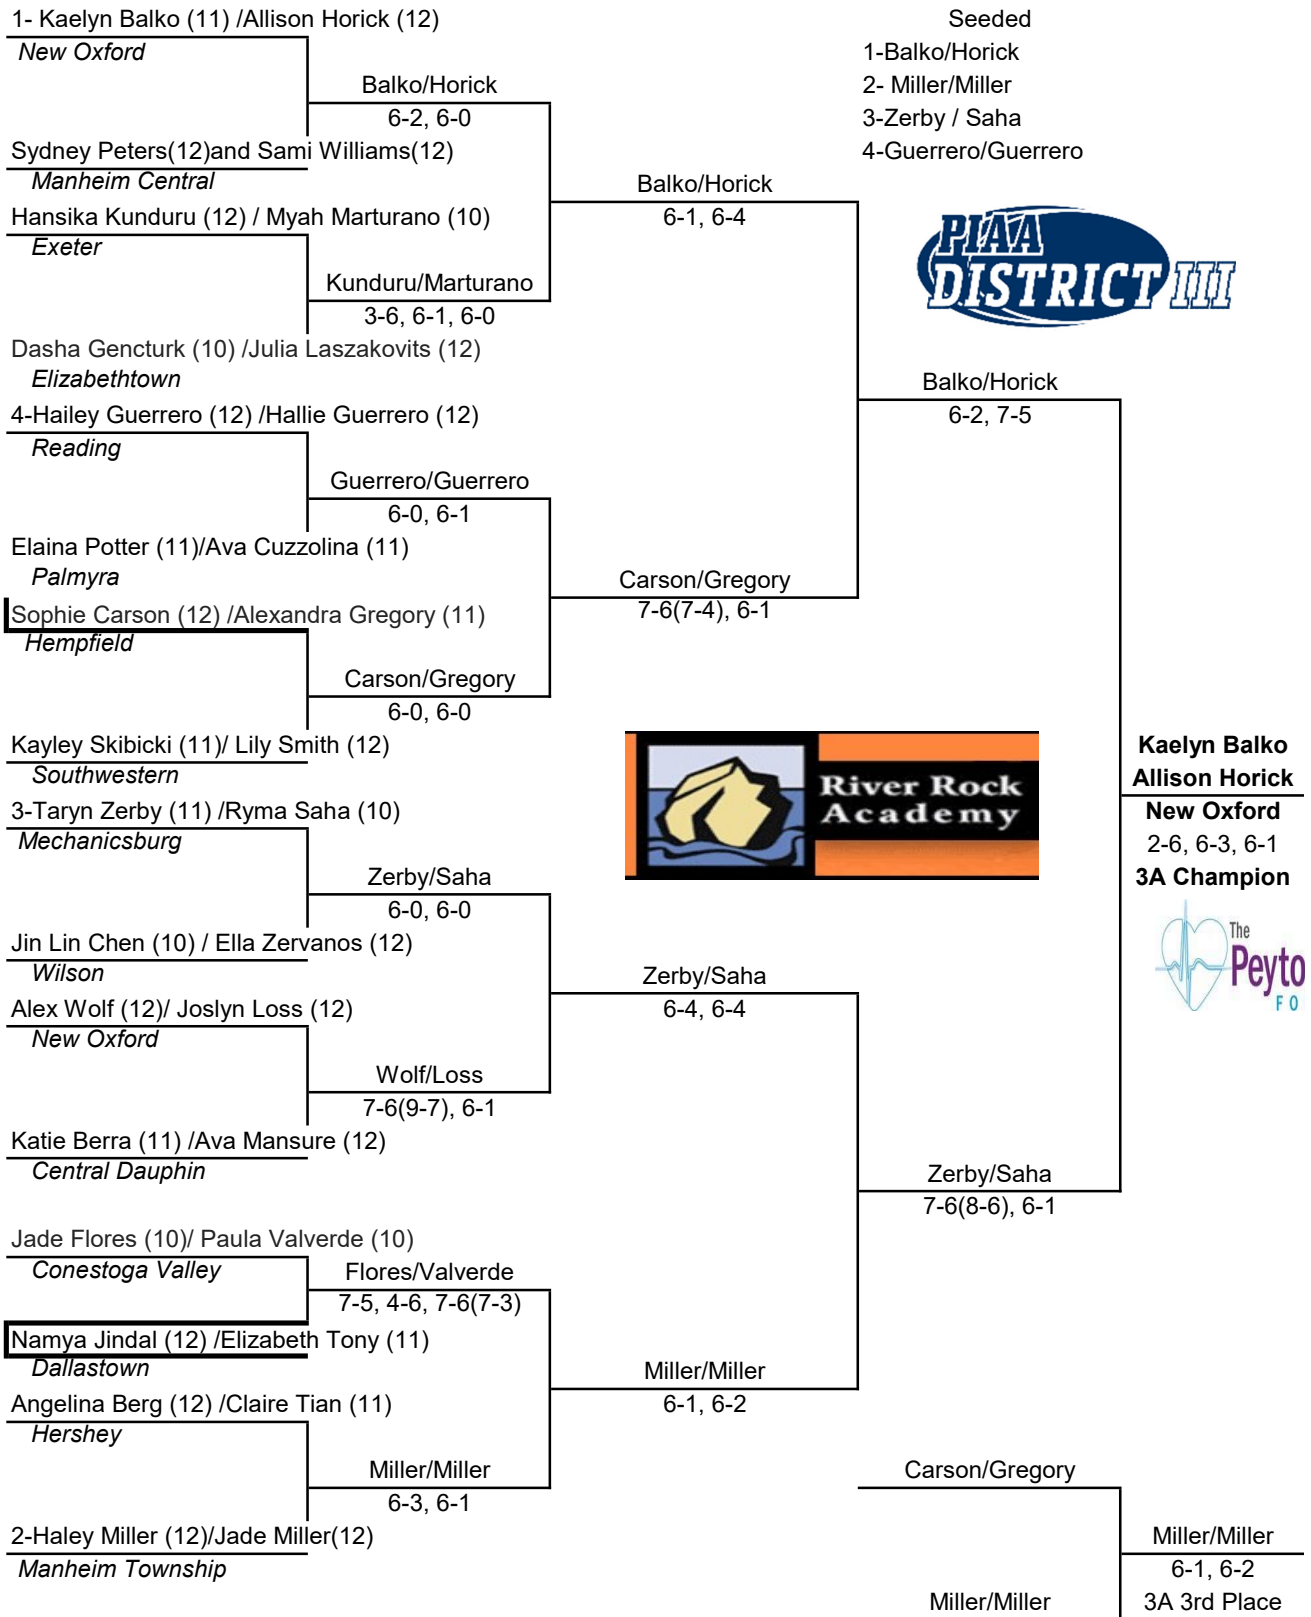 1- Kaelyn Balko (11) /Allison Horick (12)
New Oxford
Balko/Horick
6-2, 6-0
Sydney Peters(12)and Sami Williams(12)
Manheim Central
Balko/Horick
6-1, 6-4
Hansika Kunduru (12) / Myah Marturano (10)
Exeter
Kunduru/Marturano
3-6, 6-1, 6-0
Dasha Gencturk (10) /Julia Laszakovits (12)
Elizabethtown
Balko/Horick
6-2, 7-5
4-Hailey Guerrero (12) /Hallie Guerrero (12)
Reading
Guerrero/Guerrero
6-0, 6-1
Elaina Potter (11)/Ava Cuzzolina (11)
Palmyra
Carson/Gregory
7-6(7-4), 6-1
Sophie Carson (12) /Alexandra Gregory (11)
Hempfield
Carson/Gregory
6-0, 6-0
Kayley Skibicki (11)/ Lily Smith (12)
Southwestern
3-Taryn Zerby (11) /Ryma Saha (10)
Mechanicsburg
Zerby/Saha
6-0, 6-0
Jin Lin Chen (10) / Ella Zervanos (12)
Wilson
Zerby/Saha
6-4, 6-4
Alex Wolf (12)/ Joslyn Loss (12)
New Oxford
Wolf/Loss
7-6(9-7), 6-1
Katie Berra (11) /Ava Mansure (12)
Central Dauphin
Zerby/Saha
7-6(8-6), 6-1
Jade Flores (10)/ Paula Valverde (10)
Conestoga Valley
Flores/Valverde
7-5, 4-6, 7-6(7-3)
Namya Jindal (12) /Elizabeth Tony (11)
Dallastown
Miller/Miller
6-1, 6-2
Angelina Berg (12) /Claire Tian (11)
Hershey
Miller/Miller
6-3, 6-1
2-Haley Miller (12)/Jade Miller(12)
Manheim Township
Seeded
1-Balko/Horick
2- Miller/Miller
3-Zerby / Saha
4-Guerrero/Guerrero
PIAA
DISTRICT III
River Rock
Academy
Kaelyn Balko
Allison Horick
New Oxford
2-6, 6-3, 6-1
3A Champion
The
Peyto
FO
Carson/Gregory
Miller/Miller
6-1, 6-2
Miller/Miller
3A 3rd Place